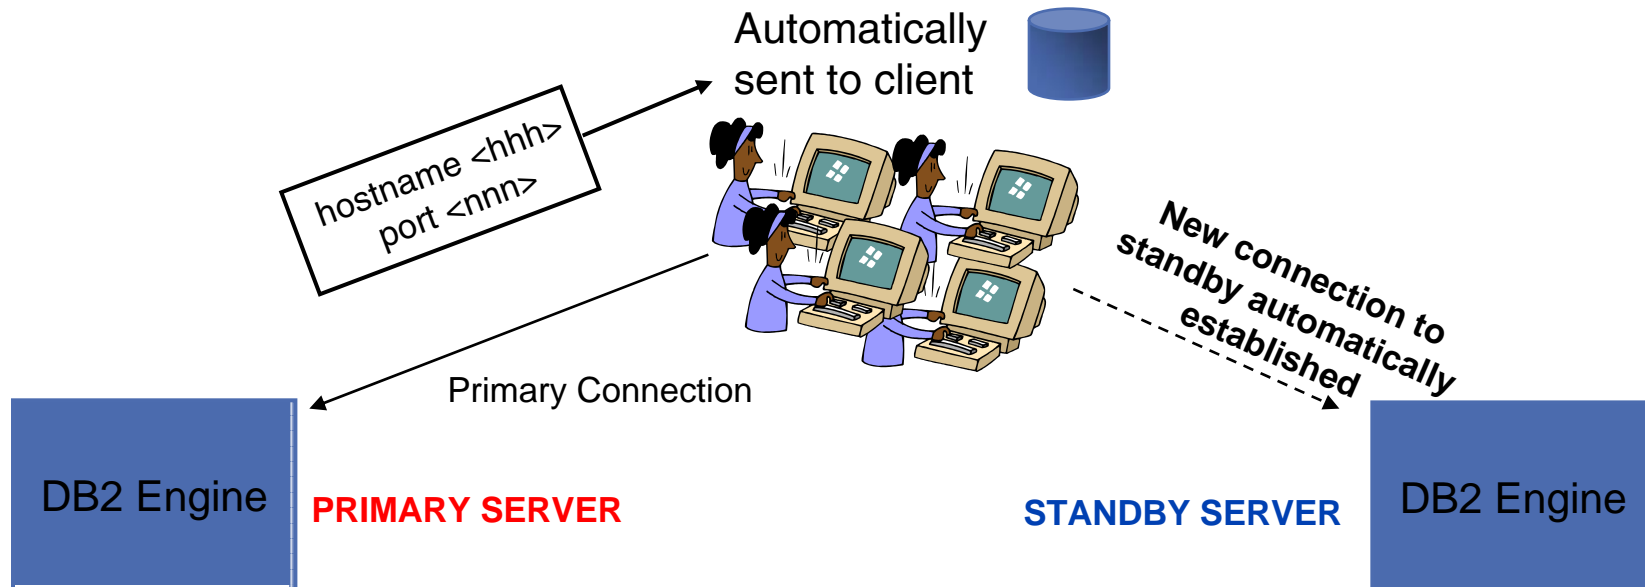 Automatically
sent to client
hostname <hhh>
port <nnn>
New connection to
standby automatically
established
Primary Connection
DB2 Engine
PRIMARY SERVER
STANDBY SERVER
DB2 Engine